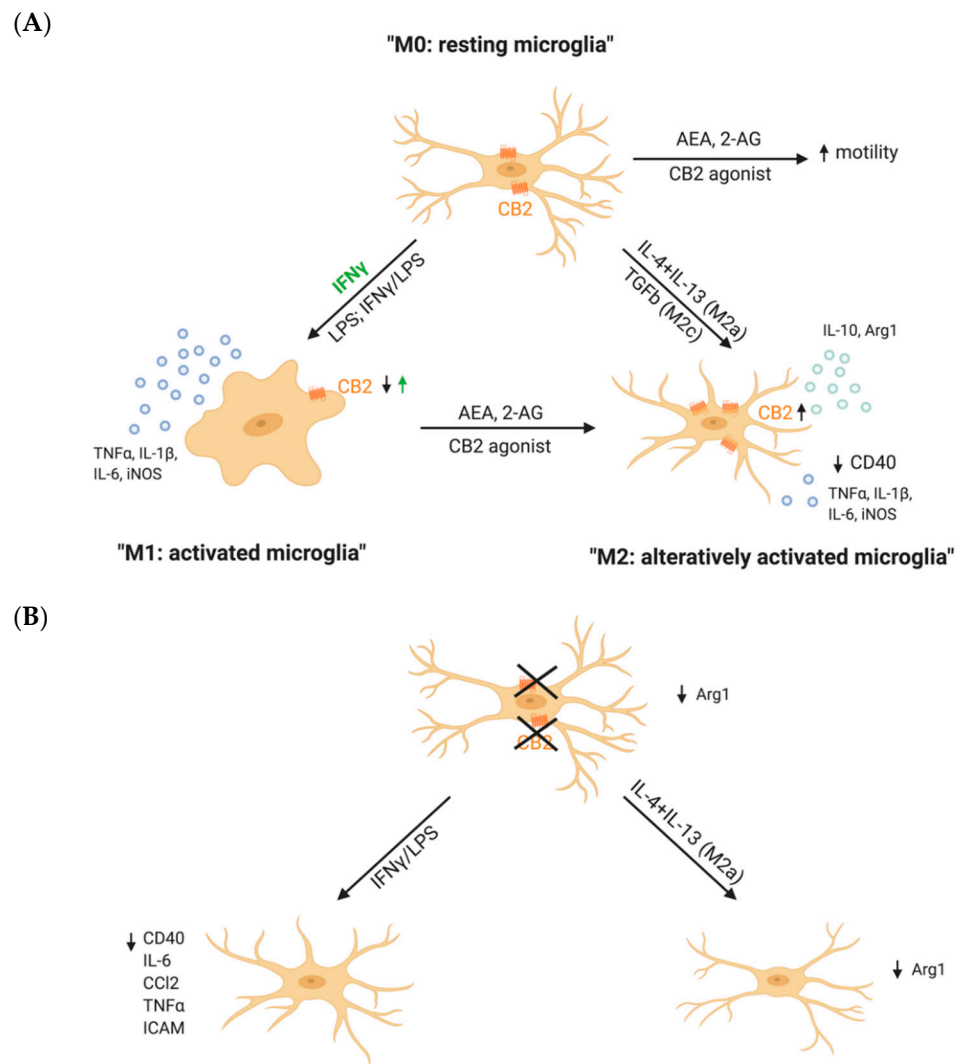 (A)
"M0: resting microglia"
AEA, 2-AG
CB2 agonist
↑ motility
CB2
IFNγ
LPS; IFNγ/LPS
IL-4+IL-13 (M2a)
TGFb (M2c)
IL-10, Arg1
CB2 ↓ ↑
AEA, 2-AG
CB2 agonist
CB2 ↑
TNFα, IL-1β,
IL-6, iNOS
↓ CD40
TNFα, IL-1β,
IL-6, iNOS
"M1: activated microglia"
"M2: alteratively activated microglia"
(B)
CB2
↓ Arg1
IFNγ/LPS
IL-4+IL-13 (M2a)
↓ CD40
IL-6
CCl2
TNFα
ICAM
↓ Arg1